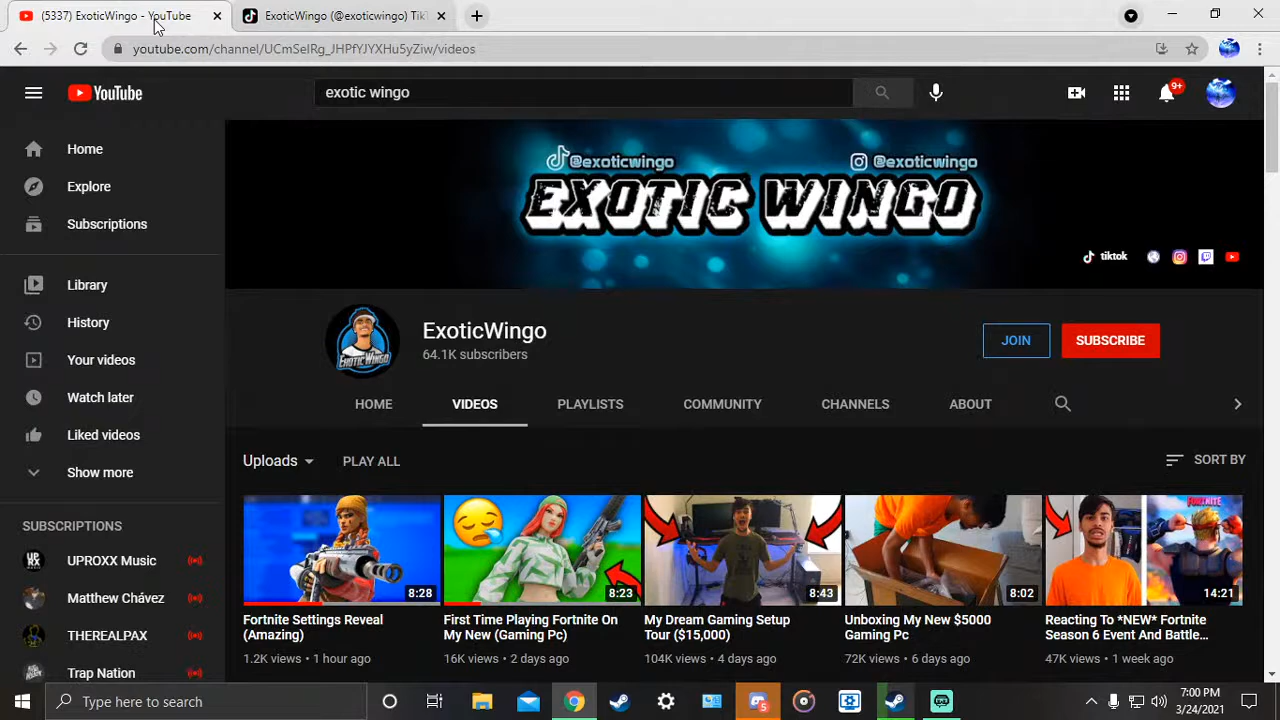 (5337) ExoticWingo - YouTube
ExoticWingo (@exoticwingo) TikT
youtube.com/channel/UCmSeIRg_JHPfYJYXHu5yZiw/videos
YouTube
exotic wingo
9+
Home
Explore
Subscriptions
Library
History
Your videos
Watch later
Liked videos
Show more
SUBSCRIPTIONS
UPROXX Music
Matthew Chávez
THEREALPAX
Trap Nation
@exoticwingo
@exoticwingo
EXOTIC WINGO
tiktok
EXOTIC WINGO
ExoticWingo
64.1K subscribers
JOIN
SUBSCRIBE
HOME
VIDEOS
PLAYLISTS
COMMUNITY
CHANNELS
ABOUT
Uploads
PLAY ALL
SORT BY
8:28
Fortnite Settings Reveal
(Amazing)
1.2K views • 1 hour ago
8:23
First Time Playing Fortnite On
My New (Gaming Pc)
16K views • 2 days ago
8:43
My Dream Gaming Setup
Tour ($15,000)
104K views • 4 days ago
8:02
Unboxing My New $5000
Gaming Pc
72K views • 6 days ago
FORTNITE
14:21
Reacting To *NEW* Fortnite
Season 6 Event And Battle...
47K views • 1 week ago
Type here to search
7:00 PM
3/24/2021